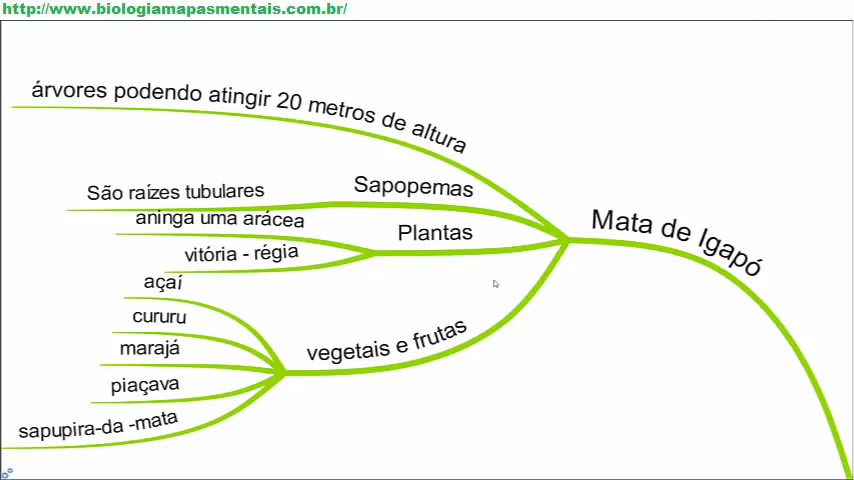 http://www.biologiamapasmentais.com.br/
árvores podendo atingir 20 metros de altura
Mata de Igapó
Sapopemas
São raízes tubulares
Plantas
aninga uma arácea
vitória - régia
vegetais e frutas
açaí
cururu
marajá
piaçava
sapupira-da -mata